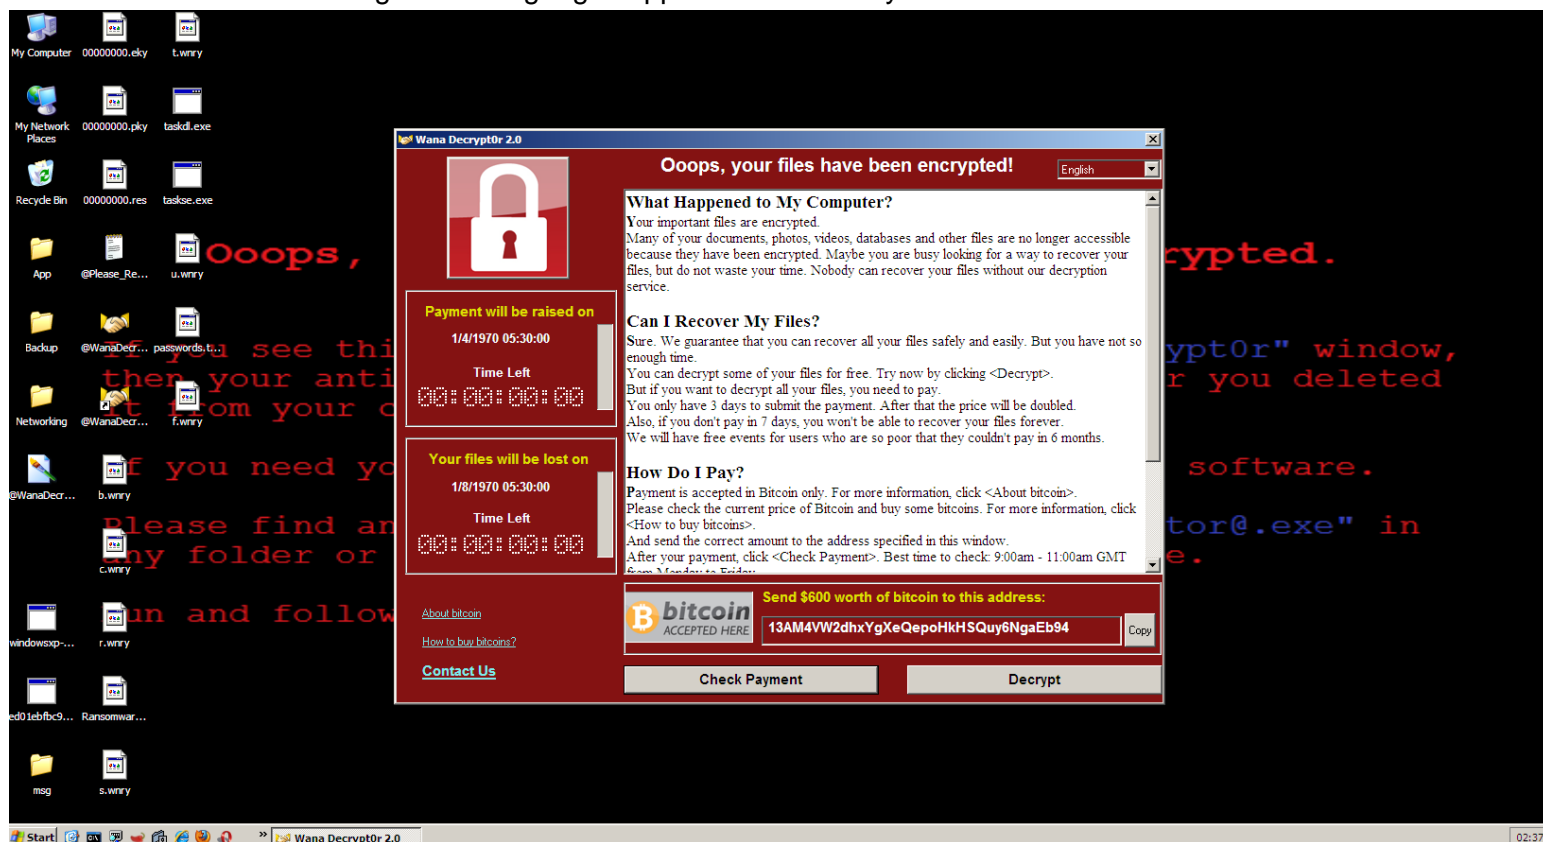 My Computer
00000000.eky
t.wnry
My Network Places
00000000.pky
taskdl.exe
Recycle Bin
00000000.res
taskse.exe
App
@Please_Re...
u.wnry
Backup
@WanaDecr...
passwords.t...
Networking
@WanaDecr...
f.wnry
@WanaDecr...
b.wnry
c.wnry
windowsxp-...
r.wnry
ed01ebfbc9...
Ransomwar...
msg
s.wnry
Ooops,
rypted.
If you see thi
ypt0r" window,
then your anti
r you deleted
it from your c
f you need yo
software.
Please find an
tor@.exe" in
any folder or
e.
un and follow
Wana Decrypt0r 2.0
Ooops, your files have been encrypted!
English
Payment will be raised on
1/4/1970 05:30:00
Time Left
00:00:00:00
Your files will be lost on
1/8/1970 05:30:00
Time Left
00:00:00:00
About bitcoin
How to buy bitcoins?
Contact Us
What Happened to My Computer?
Your important files are encrypted.
Many of your documents, photos, videos, databases and other files are no longer accessible
because they have been encrypted. Maybe you are busy looking for a way to recover your
files, but do not waste your time. Nobody can recover your files without our decryption
service.
Can I Recover My Files?
Sure. We guarantee that you can recover all your files safely and easily. But you have not so
enough time.
You can decrypt some of your files for free. Try now by clicking <Decrypt>.
But if you want to decrypt all your files, you need to pay.
You only have 3 days to submit the payment. After that the price will be doubled.
Also, if you don't pay in 7 days, you won't be able to recover your files forever.
We will have free events for users who are so poor that they couldn't pay in 6 months.
How Do I Pay?
Payment is accepted in Bitcoin only. For more information, click <About bitcoin>.
Please check the current price of Bitcoin and buy some bitcoins. For more information, click
<How to buy bitcoins>.
And send the correct amount to the address specified in this window.
After your payment, click <Check Payment>. Best time to check: 9:00am - 11:00am GMT
from Monday to Friday.
bitcoin
ACCEPTED HERE
Send $600 worth of bitcoin to this address:
13AM4VW2dhxYgXeQepoHkHSQuy6NgaEb94
Copy
Check Payment
Decrypt
Start
Wana Decrypt0r 2.0
02:37